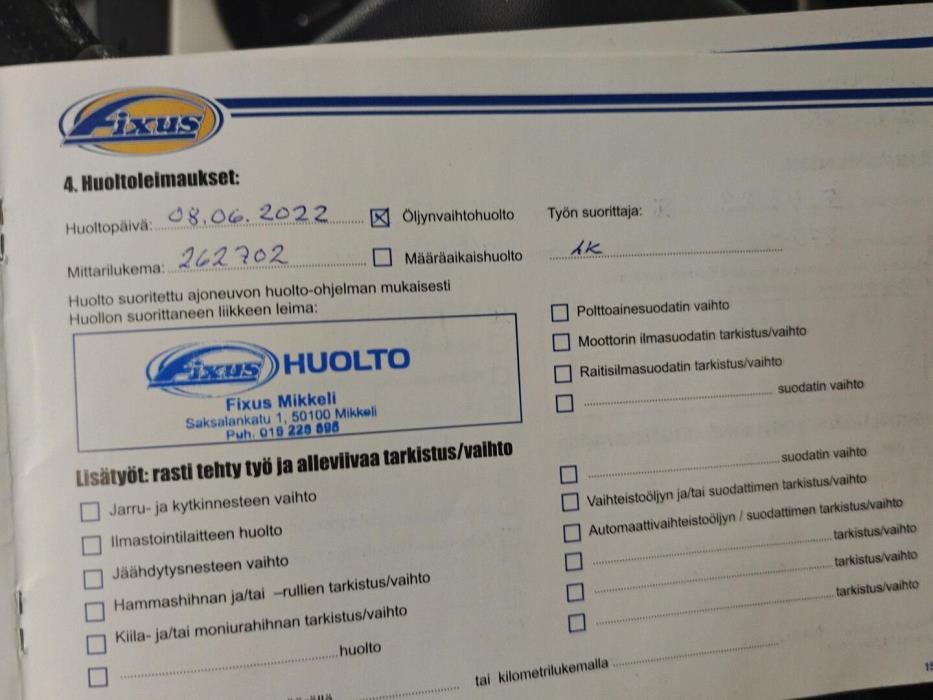 Fixus
4. Huoltoleimaukset:
Huoltopäivä: 08.06.2022 ☒ Öljynvaihtohuolto Työn suorittaja:
Mittarilukema: 262702 ☐ Määräaikaishuolto
Huolto suoritettu ajoneuvon huolto-ohjelman mukaisesti
Huollon suorittaneen liikkeen leima:
Fixus HUOLTO
Fixus Mikkeli
Saksalankatu 1, 50100 Mikkeli
☐ Polttoainesuodatin vaihto
☐ Moottorin ilmasuodatin tarkistus/vaihto
☐ Raitisilmasuodatin tarkistus/vaihto
☐ suodatin vaihto
Lisätyöt: rasti tehty työ ja alleviivaa tarkistus/vaihto
☐ Jarru- ja kytkinnesteen vaihto
☐ Ilmastointilaitteen huolto
☐ Jäähdytysnesteen vaihto
☐ Hammashihnan ja/tai –rullien tarkistus/vaihto
☐ Kiila- ja/tai moniurahihnan tarkistus/vaihto
☐ huolto
☐ suodatin vaihto
☐ Vaihteistoöljyn ja/tai suodattimen tarkistus/vaihto
☐ Automaattivaihteistoöljyn / suodattimen tarkistus/vaihto
☐ tarkistus/vaihto
☐ tarkistus/vaihto
☐ tarkistus/vaihto
tai kilometrilukemalla